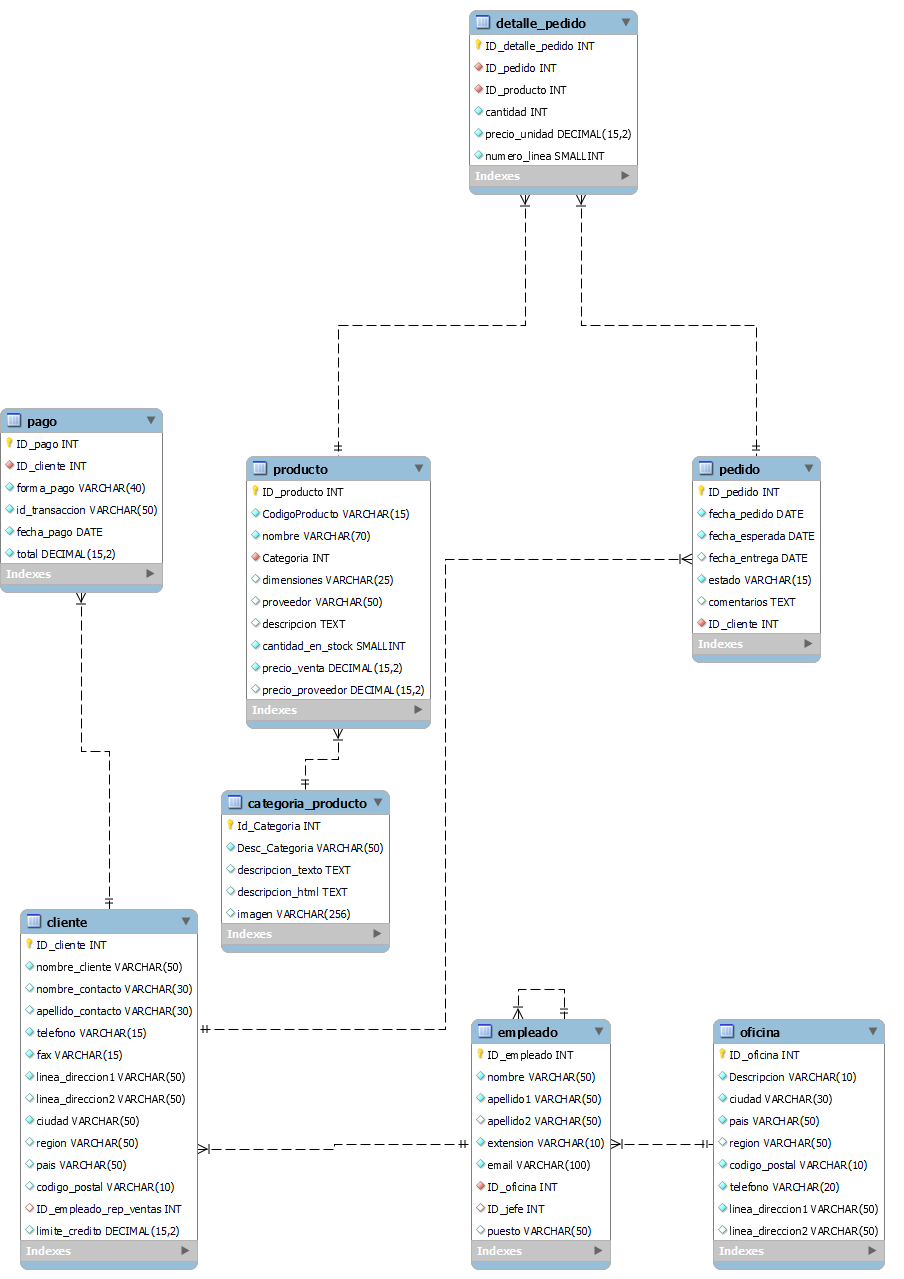 detalle_pedido
ID_detalle_pedido INT
ID_pedido INT
ID_producto INT
cantidad INT
precio_unidad DECIMAL(15,2)
numero_linea SMALLINT
Indexes
pago
ID_pago INT
ID_cliente INT
forma_pago VARCHAR(40)
id_transaccion VARCHAR(50)
fecha_pago DATE
total DECIMAL(15,2)
Indexes
producto
ID_producto INT
CodigoProducto VARCHAR(15)
nombre VARCHAR(70)
Categoria INT
dimensiones VARCHAR(25)
proveedor VARCHAR(50)
descripcion TEXT
cantidad_en_stock SMALLINT
precio_venta DECIMAL(15,2)
precio_proveedor DECIMAL(15,2)
Indexes
pedido
ID_pedido INT
fecha_pedido DATE
fecha_esperada DATE
fecha_entrega DATE
estado VARCHAR(15)
comentarios TEXT
ID_cliente INT
Indexes
categoria_producto
Id_Categoria INT
Desc_Categoria VARCHAR(50)
descripcion_texto TEXT
descripcion_html TEXT
imagen VARCHAR(256)
Indexes
cliente
ID_cliente INT
nombre_cliente VARCHAR(50)
nombre_contacto VARCHAR(30)
apellido_contacto VARCHAR(30)
telefono VARCHAR(15)
fax VARCHAR(15)
linea_direccion1 VARCHAR(50)
linea_direccion2 VARCHAR(50)
ciudad VARCHAR(50)
region VARCHAR(50)
pais VARCHAR(50)
codigo_postal VARCHAR(10)
ID_empleado_rep_ventas INT
limite_credito DECIMAL(15,2)
Indexes
empleado
ID_empleado INT
nombre VARCHAR(50)
apellido1 VARCHAR(50)
apellido2 VARCHAR(50)
extension VARCHAR(10)
email VARCHAR(100)
ID_oficina INT
ID_jefe INT
puesto VARCHAR(50)
Indexes
oficina
ID_oficina INT
Descripcion VARCHAR(10)
ciudad VARCHAR(30)
pais VARCHAR(50)
region VARCHAR(50)
codigo_postal VARCHAR(10)
telefono VARCHAR(20)
linea_direccion1 VARCHAR(50)
linea_direccion2 VARCHAR(50)
Indexes